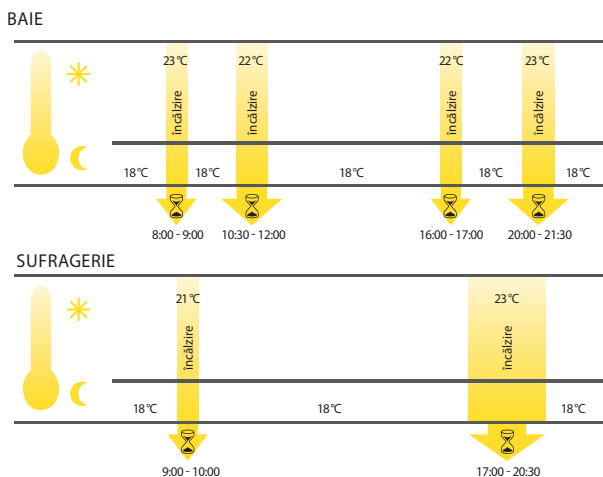 BAIE
23°C 22°C 22°C 23°C
încălzire încălzire încălzire încălzire
18°C 18°C 18°C 18°C 18°C
8:00 - 9:00 10:30 - 12:00 16:00 - 17:00 20:00 - 21:30
SUFRAGERIE
21°C 23°C
încălzire încălzire
18°C 18°C 18°C
9:00 - 10:00 17:00 - 20:30